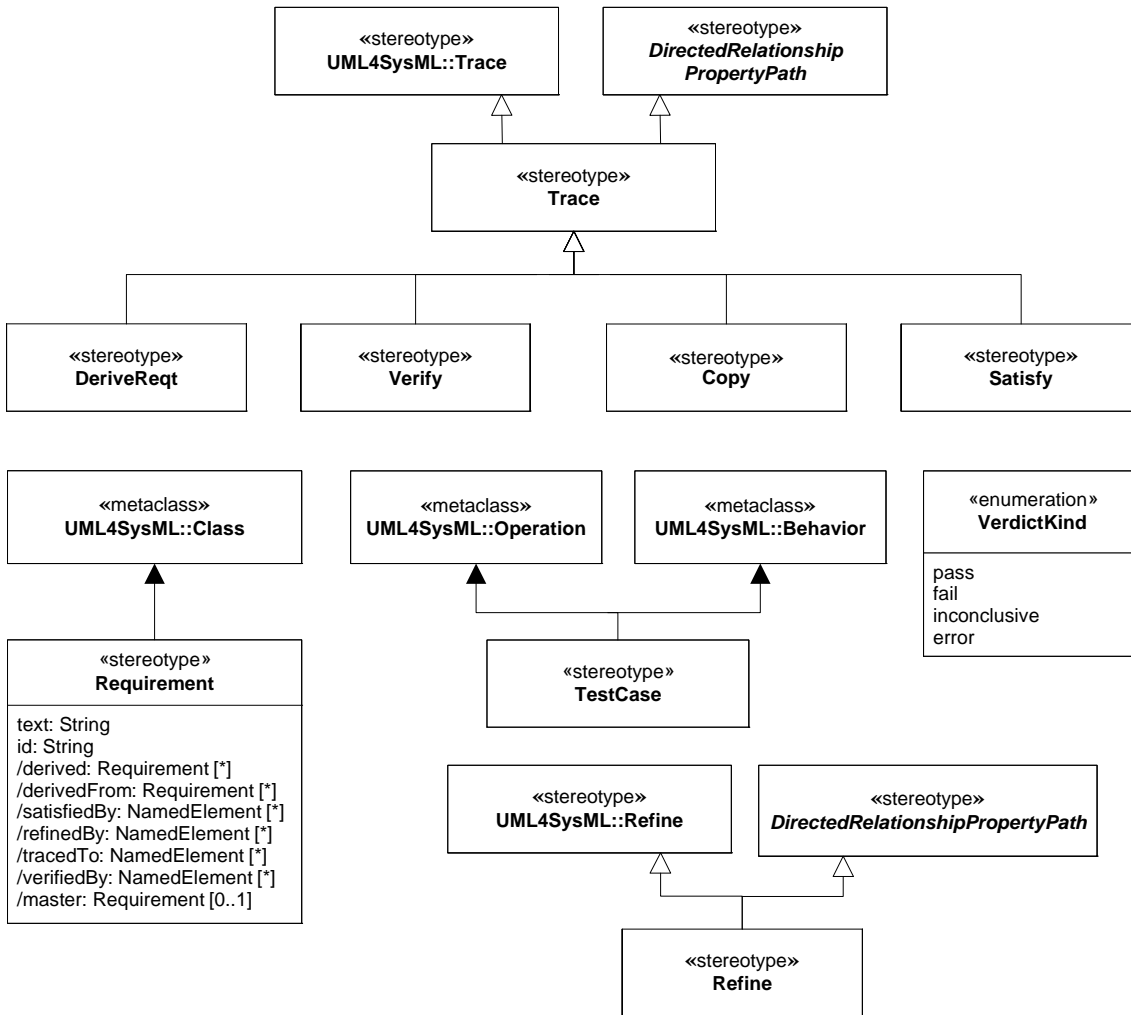 «stereotype»
UML4SysML::Trace
«stereotype»
DirectedRelationship
PropertyPath
«stereotype»
Trace
«stereotype»
DeriveReqt
«stereotype»
Verify
«stereotype»
Copy
«stereotype»
Satisfy
«metaclass»
UML4SysML::Class
«metaclass»
UML4SysML::Operation
«metaclass»
UML4SysML::Behavior
«enumeration»
VerdictKind
pass
fail
inconclusive
error
«stereotype»
Requirement
text: String
id: String
/derived: Requirement [*]
/derivedFrom: Requirement [*]
/satisfiedBy: NamedElement [*]
/refinedBy: NamedElement [*]
/tracedTo: NamedElement [*]
/verifiedBy: NamedElement [*]
/master: Requirement [0..1]
«stereotype»
TestCase
«stereotype»
UML4SysML::Refine
«stereotype»
DirectedRelationshipPropertyPath
«stereotype»
Refine